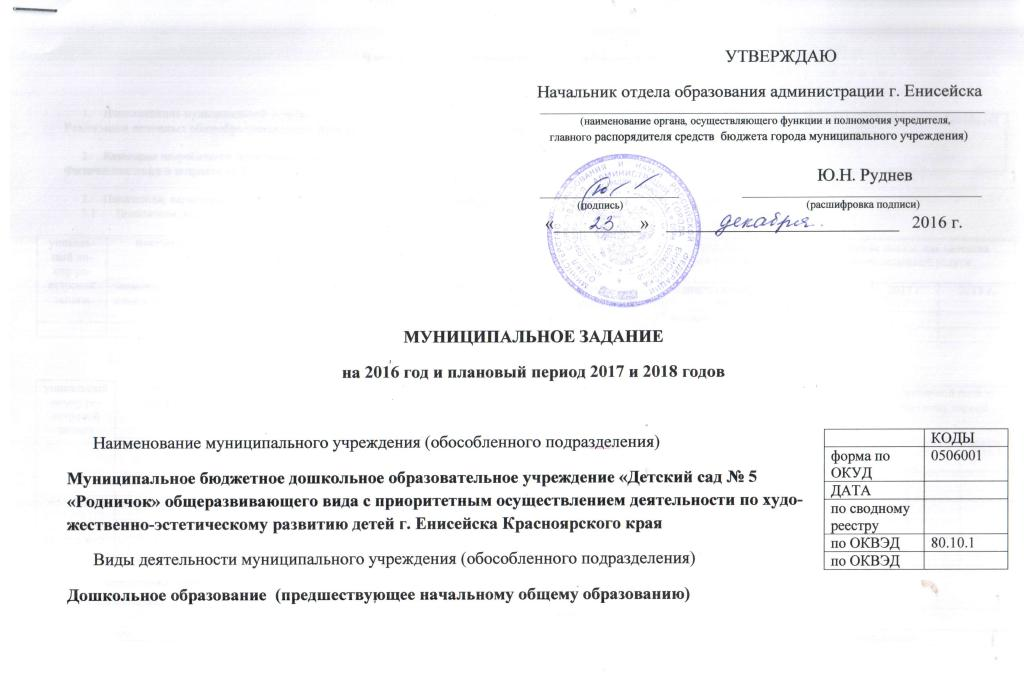 УТВЕРЖДАЮ
Начальник отдела образования администрации г. Енисейска
(наименование органа, осуществляющего функции и полномочия учредителя,
главного распорядителя средств бюджета города муниципального учреждения)
Ю.Н. Руднев
(подпись) (расшифровка подписи)
« 23 » декабря 2016 г.
МУНИЦИПАЛЬНОЕ ЗАДАНИЕ
на 2016 год и плановый период 2017 и 2018 годов
Наименование муниципального учреждения (обособленного подразделения)
Муниципальное бюджетное дошкольное образовательное учреждение «Детский сад № 5
«Родничок» общеразвивающего вида с приоритетным осуществлением деятельности по худо-
жественно-эстетическому развитию детей г. Енисейска Красноярского края
Виды деятельности муниципального учреждения (обособленного подразделения)
Дошкольное образование (предшествующее начальному общему образованию)
КОДЫ
форма по 0506001
ОКУД
ДАТА
по сводному
реестру
по ОКВЭД 80.10.1
по ОКВЭД